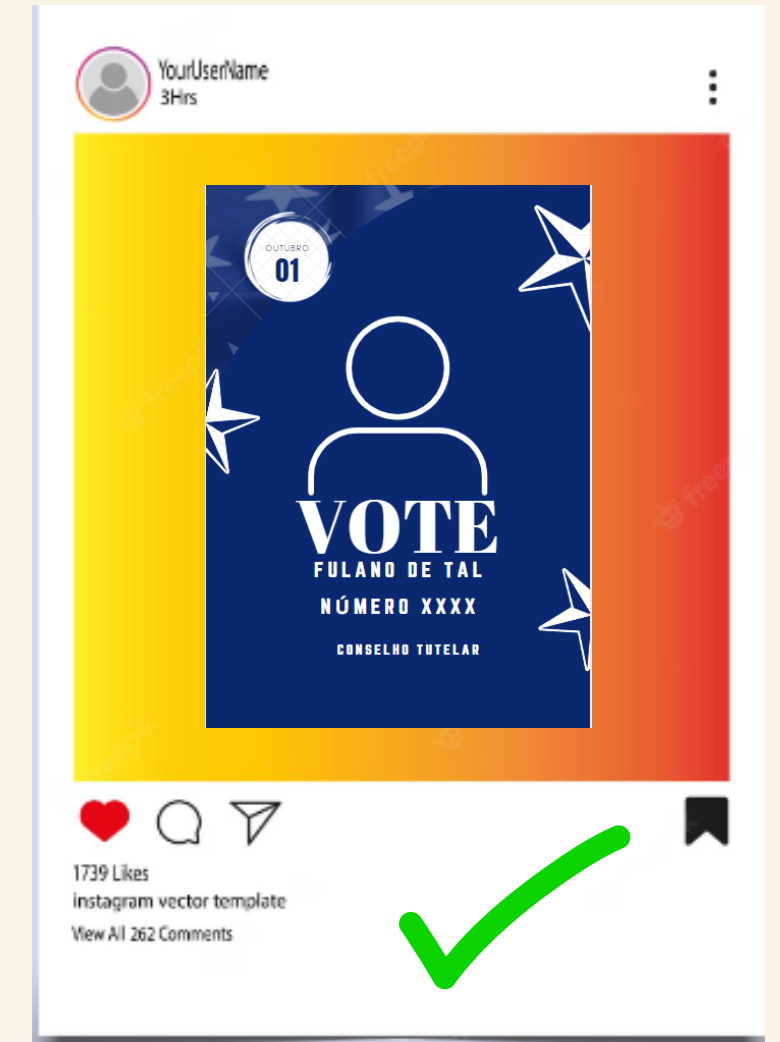 YourUserName
3Hrs
OUTUBRO
01
VOTE
FULANO DE TAL
NÚMERO XXXX
CONSELHO TUTELAR
1739 Likes
instagram vector template
View All 262 Comments